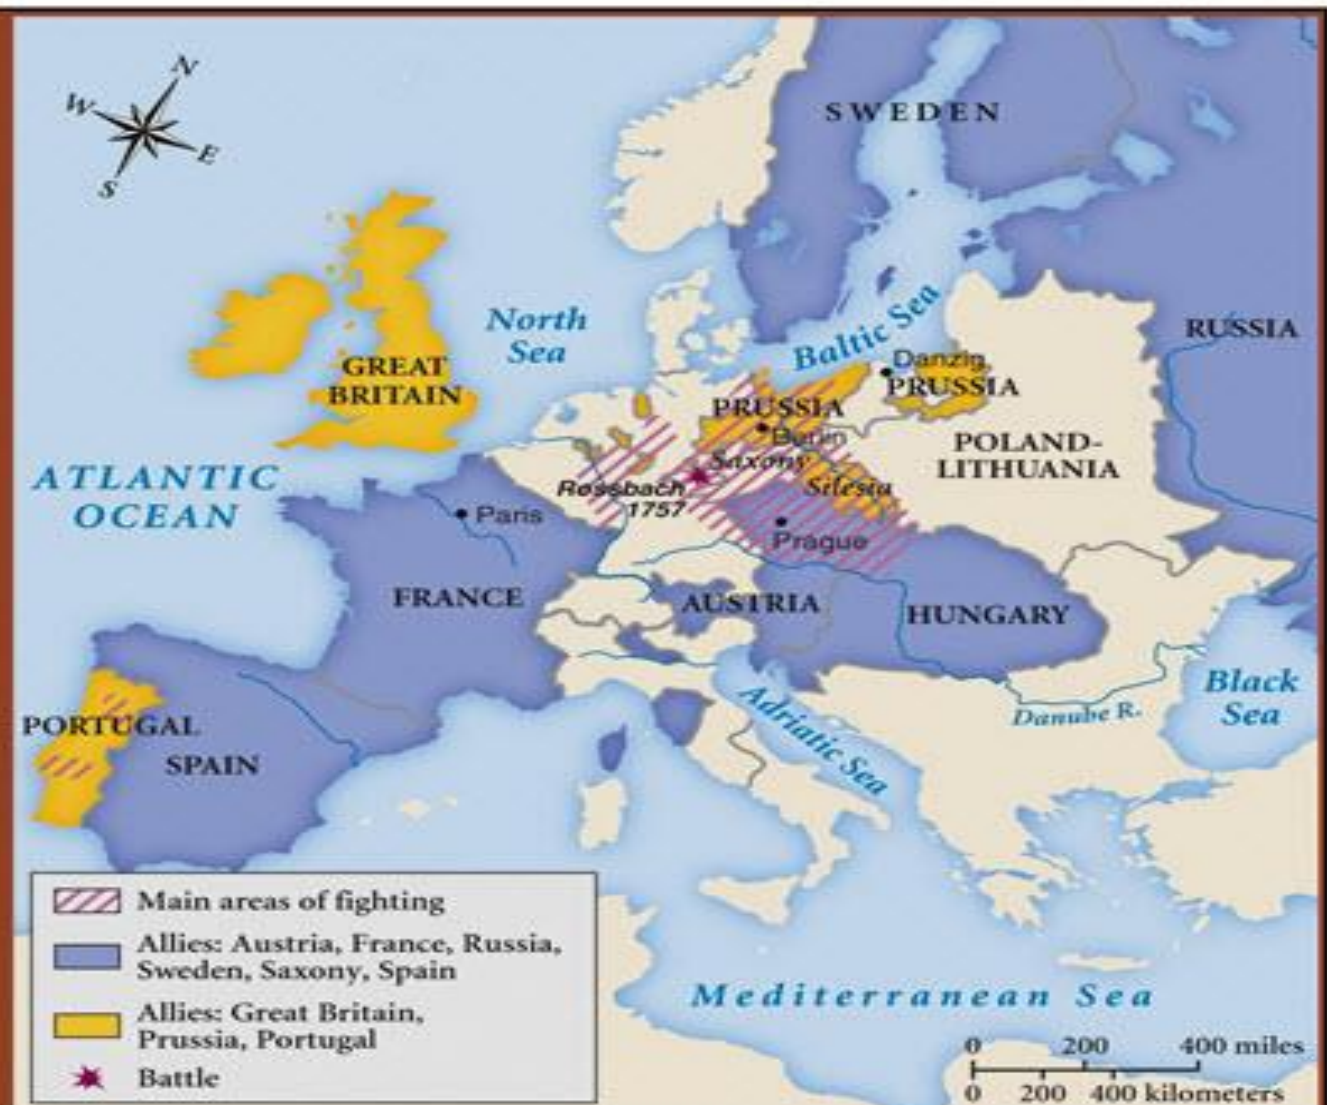 N
W
E
S
SWEDEN
North
Sea
Baltic Sea
RUSSIA
GREAT
BRITAIN
Danzig
PRUSSIA
PRUSSIA
Berlin
POLAND-
LITHUANIA
Saxony
Silesia
ATLANTIC
OCEAN
Rossbach
1757
Paris
Prague
FRANCE
AUSTRIA
HUNGARY
PORTUGAL
SPAIN
Adriatic Sea
Danube R.
Black
Sea
Main areas of fighting
Allies: Austria, France, Russia,
Sweden, Saxony, Spain
Allies: Great Britain,
Prussia, Portugal
Battle
Mediterranean Sea
0 200 400 miles
0 200 400 kilometers